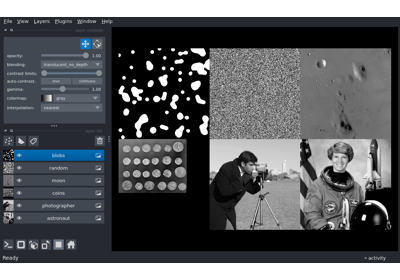 File View Plugins Window Help
opacity: 1.00
blending: translucent_no_depth
contrast limits:
auto-contrast: once continuous
gamma: 1.00
colormap: gray
interpolation: nearest
blobs
random
moon
coins
photographer
astronaut
Ready
activity